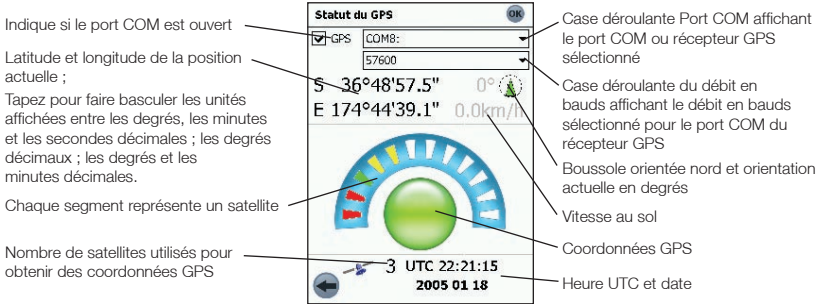 Indique si le port COM est ouvert
Latitude et longitude de la position
actuelle ;
Tapez pour faire basculer les unités
affichées entre les degrés, les minutes
et les secondes décimales ; les degrés
décimaux ; les degrés et les
minutes décimales.
Chaque segment représente un satellite
Nombre de satellites utilisés pour
obtenir des coordonnées GPS
Statut du GPS
OK
GPS COM8:
57600
S 36°48'57.5" 0°
E 174°44'39.1" 0.0km/h
3 UTC 22:21:15
2005 01 18
Case déroulante Port COM affichant
le port COM ou récepteur GPS
sélectionné
Case déroulante du débit en
bauds affichant le débit en bauds
sélectionné pour le port COM du
récepteur GPS
Boussole orientée nord et orientation
actuelle en degrés
Vitesse au sol
Coordonnées GPS
Heure UTC et date